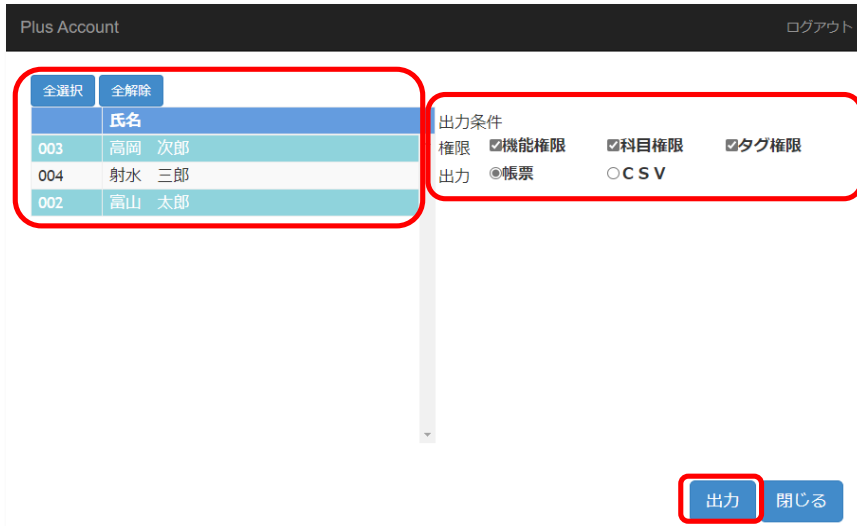 Plus Account ログアウト
全選択 全解除
氏名
003 高岡 次郎
004 射水 三郎
002 富山 太郎
出力条件
権限 機能権限 科目権限 タグ権限
出力 帳票 ＣＳＶ
出力 閉じる